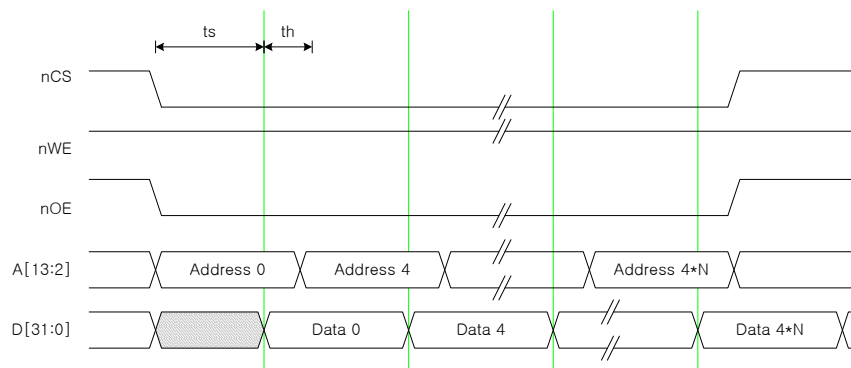 ts th
nCS
nWE
nOE
A[13:2] Address 0 Address 4 Address 4*N
D[31:0] Data 0 Data 4 Data 4*N